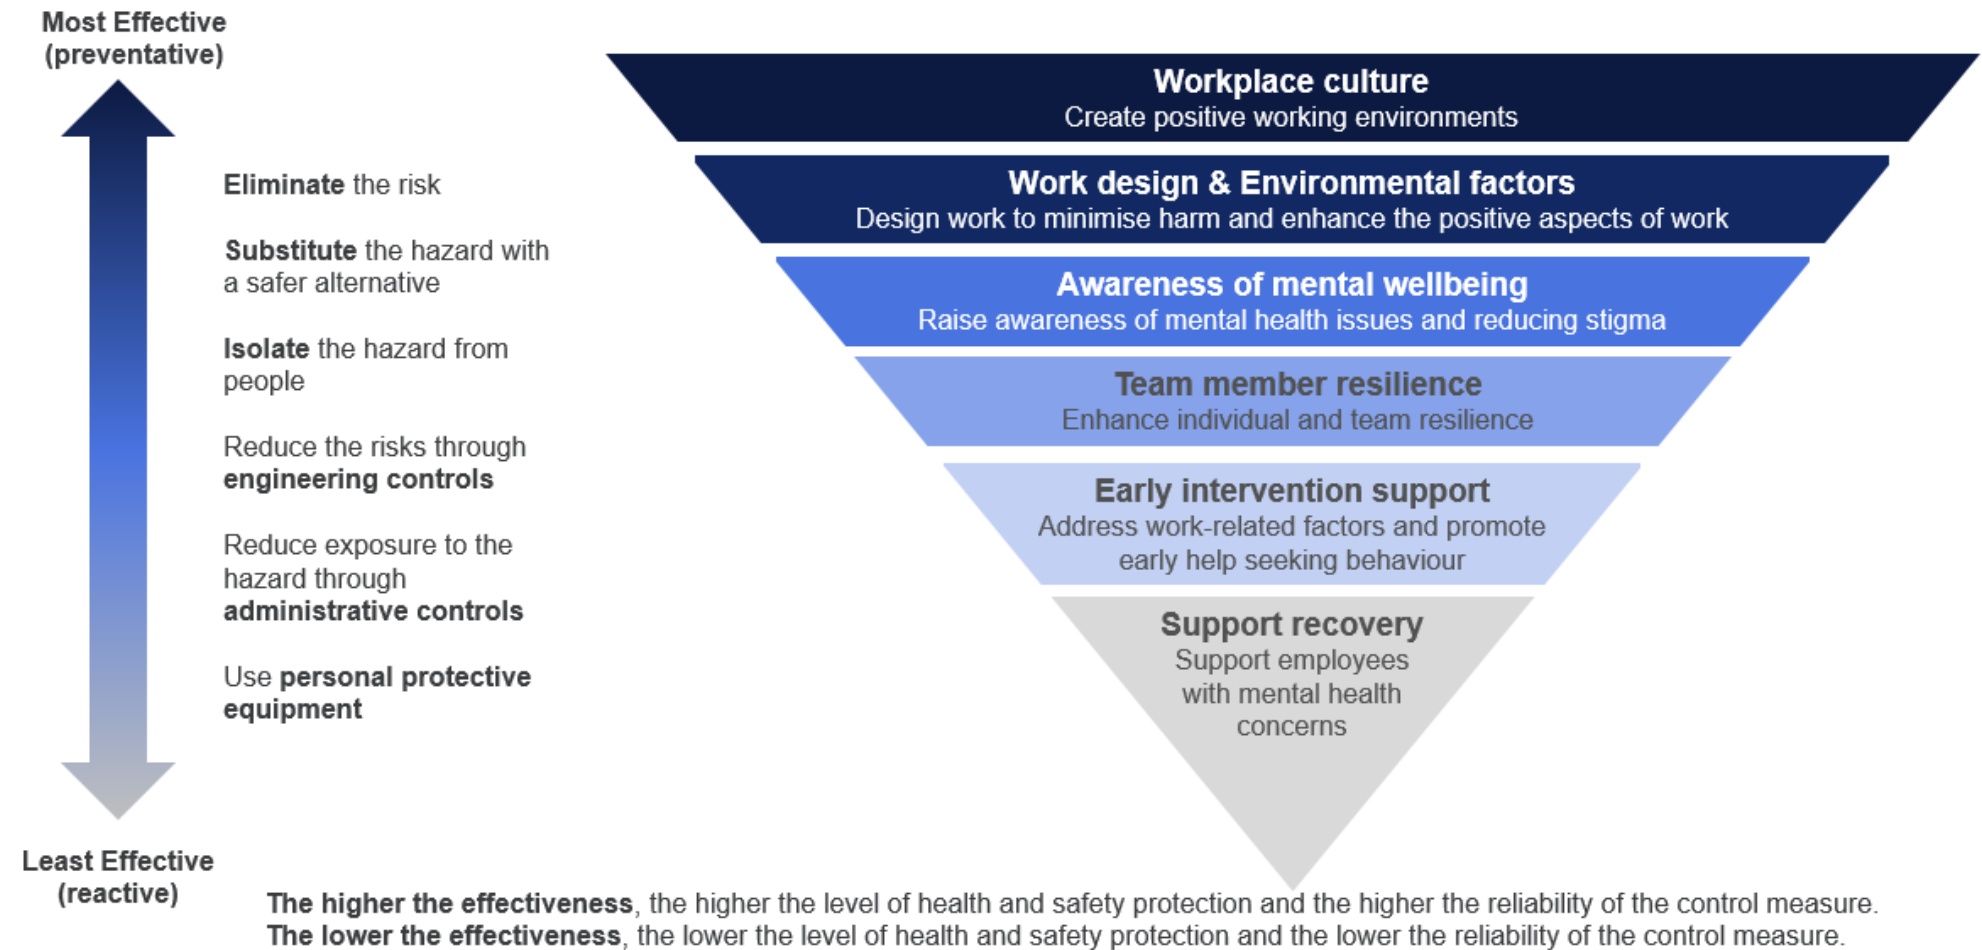 Most Effective
(preventative)
Eliminate the risk
Substitute the hazard with
a safer alternative
Isolate the hazard from
people
Reduce the risks through
engineering controls
Reduce exposure to the
hazard through
administrative controls
Use personal protective
equipment
Least Effective
(reactive)
Workplace culture
Create positive working environments
Work design & Environmental factors
Design work to minimise harm and enhance the positive aspects of work
Awareness of mental wellbeing
Raise awareness of mental health issues and reducing stigma
Team member resilience
Enhance individual and team resilience
Early intervention support
Address work-related factors and promote
early help seeking behaviour
Support recovery
Support employees
with mental health
concerns
The higher the effectiveness, the higher the level of health and safety protection and the higher the reliability of the control measure.
The lower the effectiveness, the lower the level of health and safety protection and the lower the reliability of the control measure.